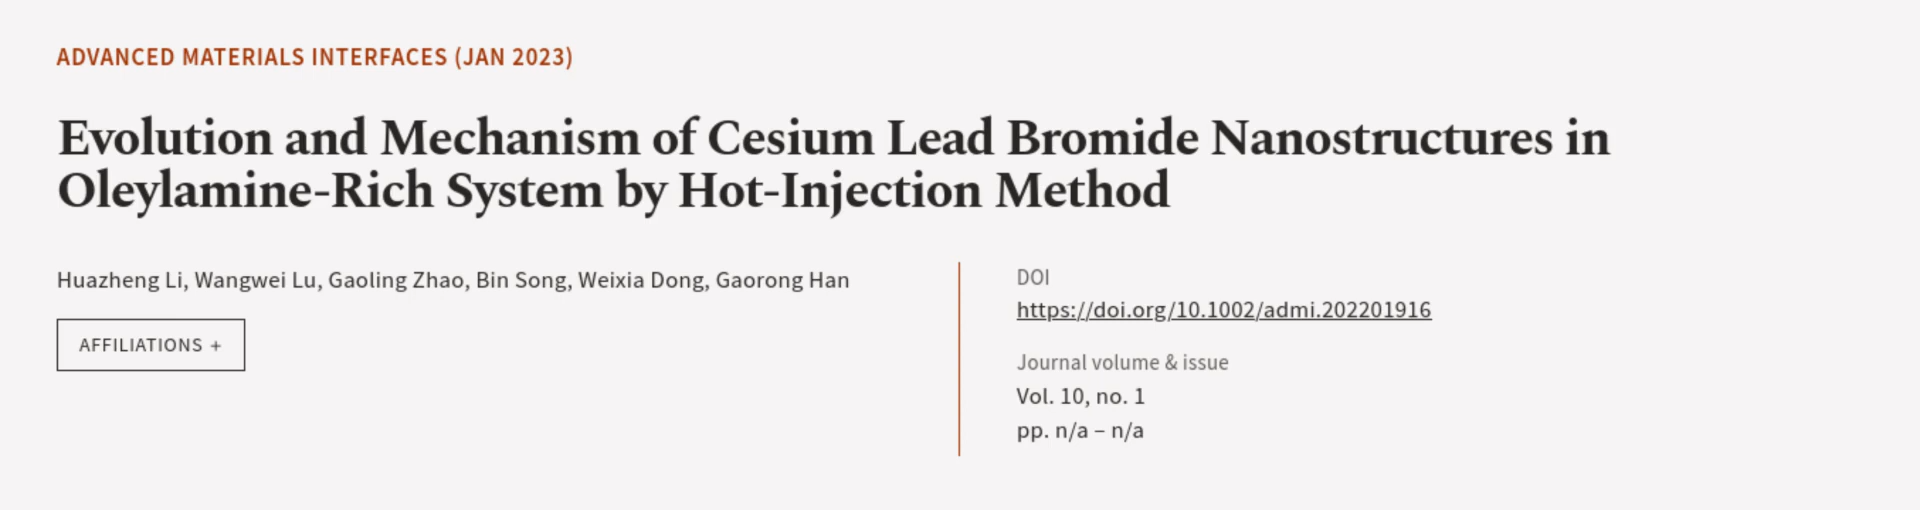 ADVANCED MATERIALS INTERFACES (JAN 2023)
Evolution and Mechanism of Cesium Lead Bromide Nanostructures in
Oleylamine-Rich System by Hot-Injection Method
Huazheng Li, Wangwei Lu, Gaoling Zhao, Bin Song, Weixia Dong, Gaorong Han
AFFILIATIONS +
DOI
https://doi.org/10.1002/admi.202201916
Journal volume & issue
Vol. 10, no. 1
pp. n/a – n/a